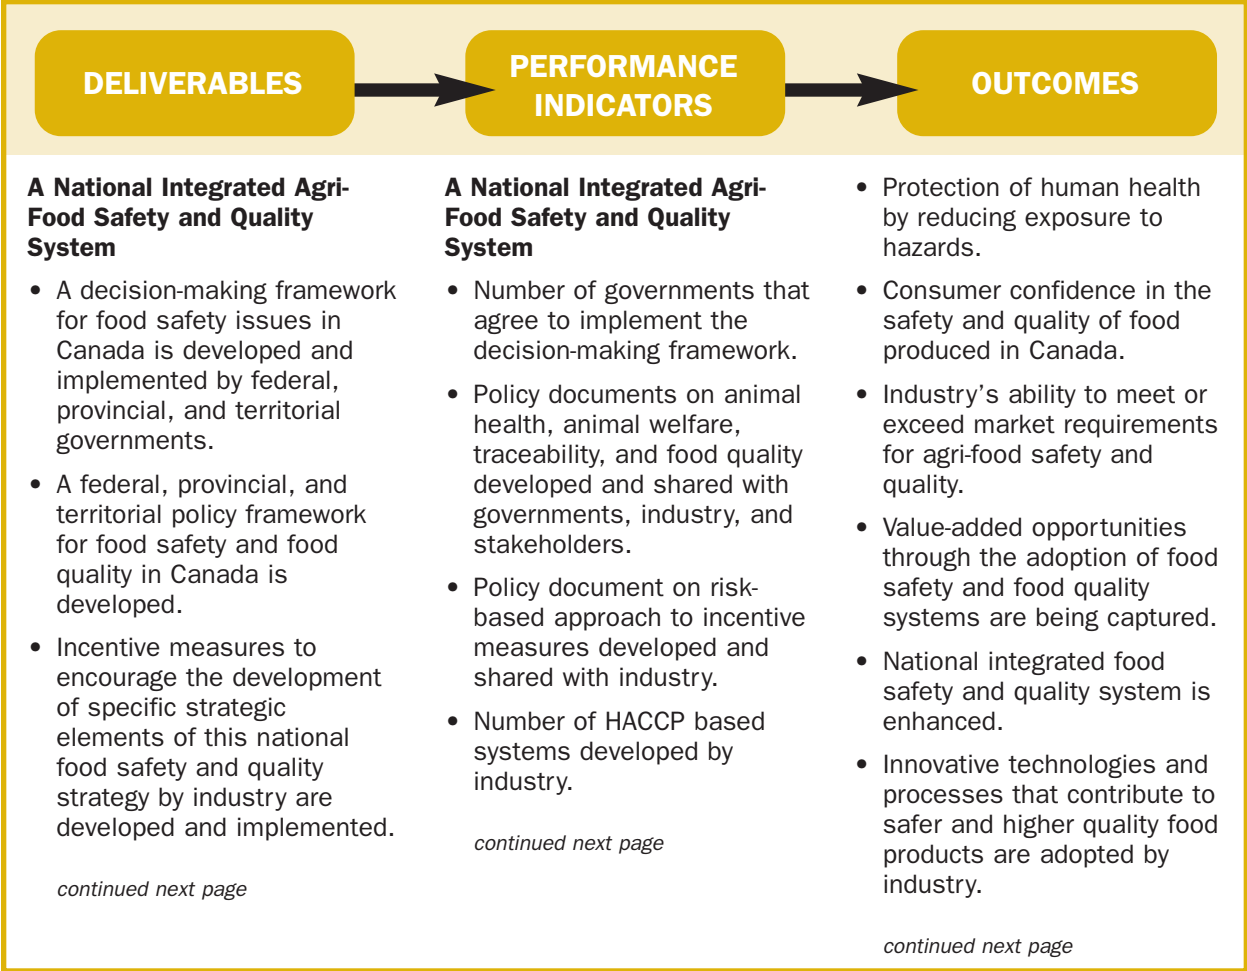 DELIVERABLES
PERFORMANCE
INDICATORS
OUTCOMES
A National Integrated Agri-
Food Safety and Quality
System
• A decision-making framework
for food safety issues in
Canada is developed and
implemented by federal,
provincial, and territorial
governments.
• A federal, provincial, and
territorial policy framework
for food safety and food
quality in Canada is
developed.
• Incentive measures to
encourage the development
of specific strategic
elements of this national
food safety and quality
strategy by industry are
developed and implemented.
continued next page
A National Integrated Agri-
Food Safety and Quality
System
• Number of governments that
agree to implement the
decision-making framework.
• Policy documents on animal
health, animal welfare,
traceability, and food quality
developed and shared with
governments, industry, and
stakeholders.
• Policy document on risk-
based approach to incentive
measures developed and
shared with industry.
• Number of HACCP based
systems developed by
industry.
continued next page
• Protection of human health
by reducing exposure to
hazards.
• Consumer confidence in the
safety and quality of food
produced in Canada.
• Industry’s ability to meet or
exceed market requirements
for agri-food safety and
quality.
• Value-added opportunities
through the adoption of food
safety and food quality
systems are being captured.
• National integrated food
safety and quality system is
enhanced.
• Innovative technologies and
processes that contribute to
safer and higher quality food
products are adopted by
industry.
continued next page